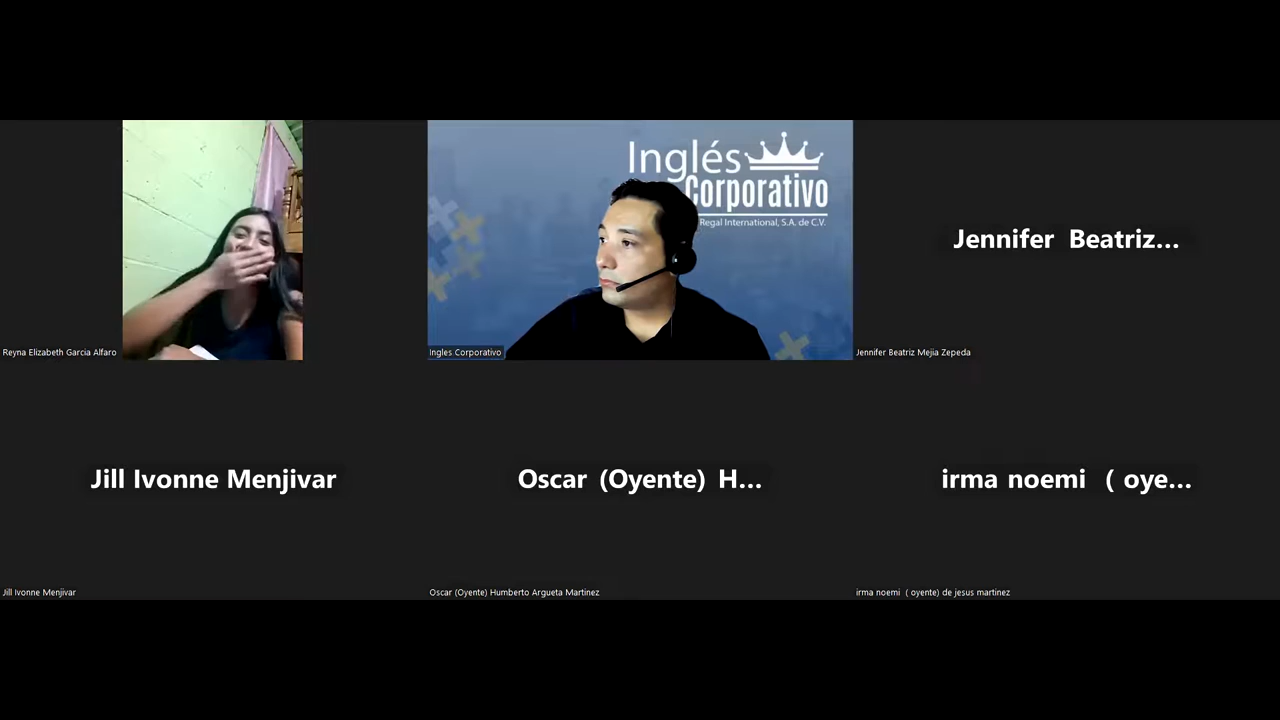 Inglés
Corporativo
Regal International, S.A. de C.V.
Jennifer Beatriz...
Reyna Elizabeth Garcia Alfaro
Ingles Corporativo
Jennifer Beatriz Mejia Zepeda
Jill Ivonne Menjivar
Oscar (Oyente) H...
irma noemi ( oye...
Jill Ivonne Menjivar
Oscar (Oyente) Humberto Argueta Martinez
irma noemi ( oyente) de jesus martinez